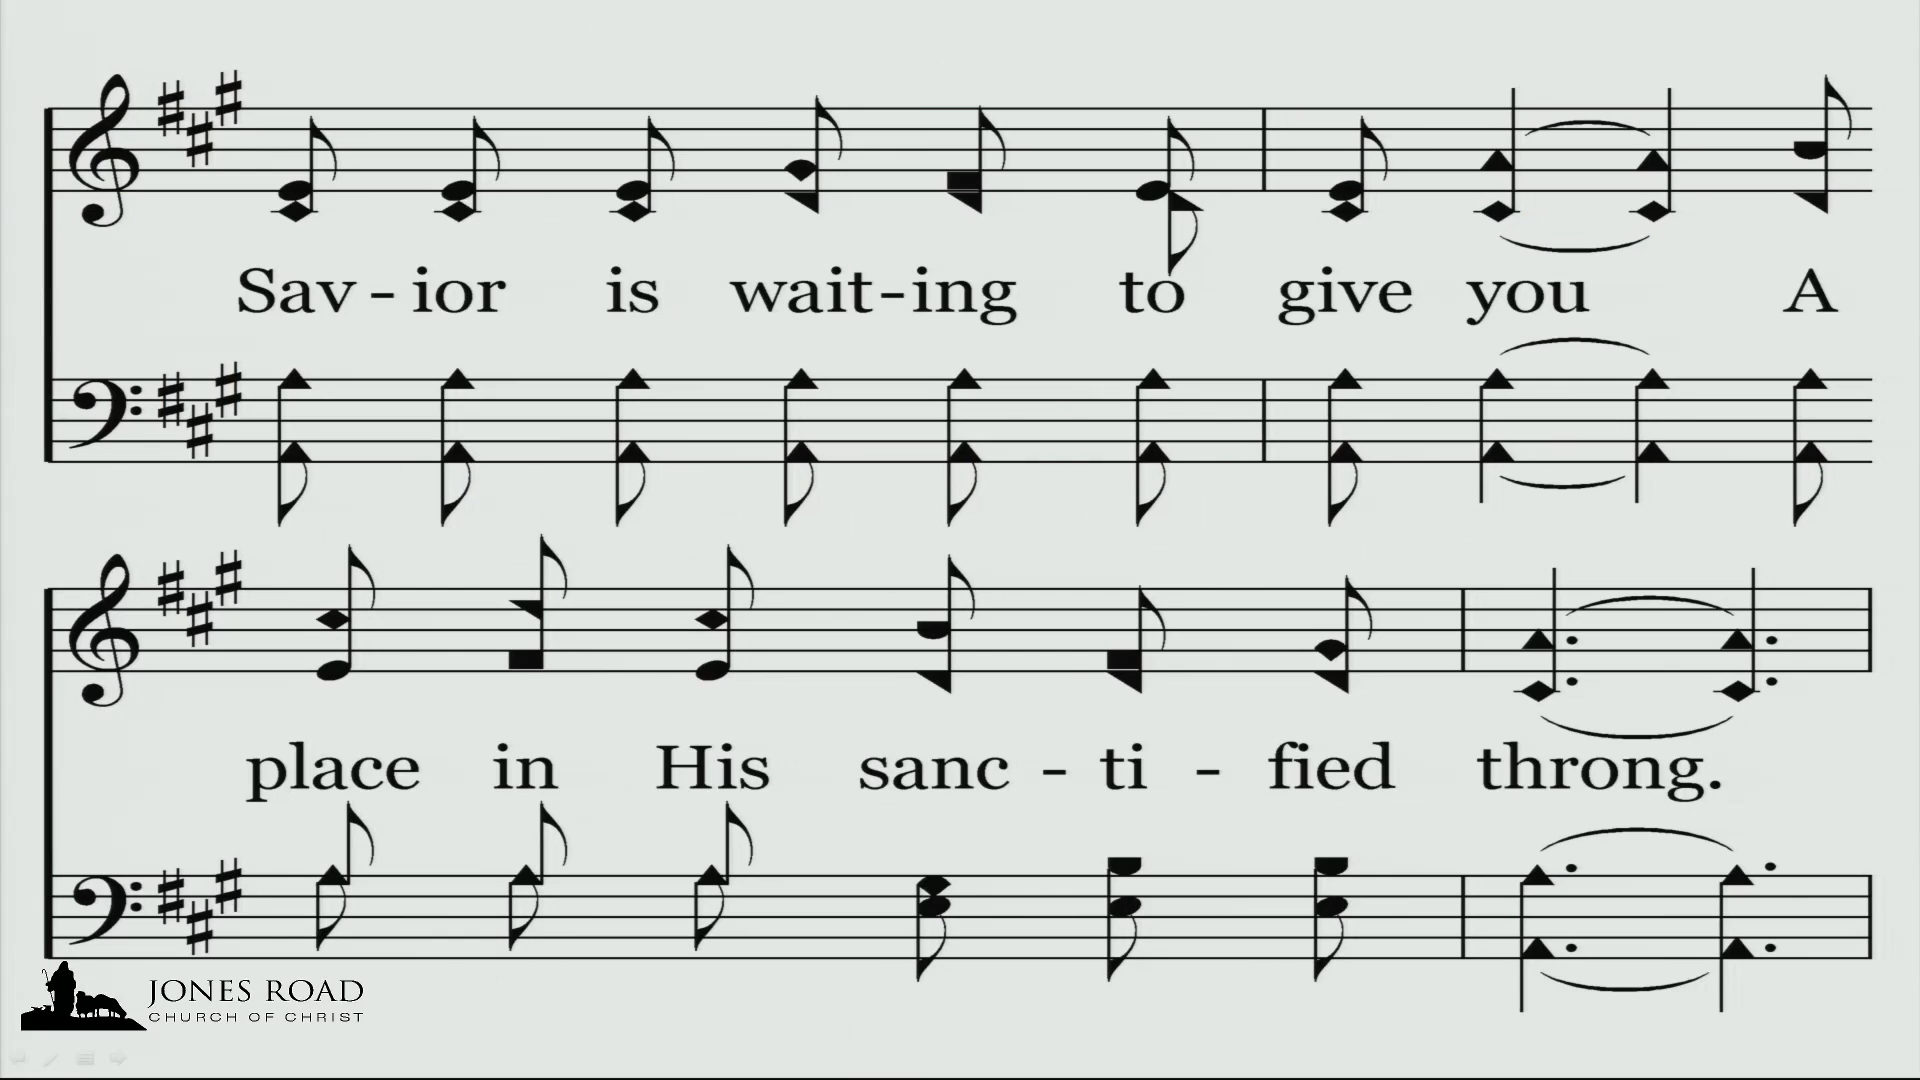 Sav - ior is wait-ing to give you A
place in His sanc - ti - fied throng.
JONES ROAD
CHURCH OF CHRIST